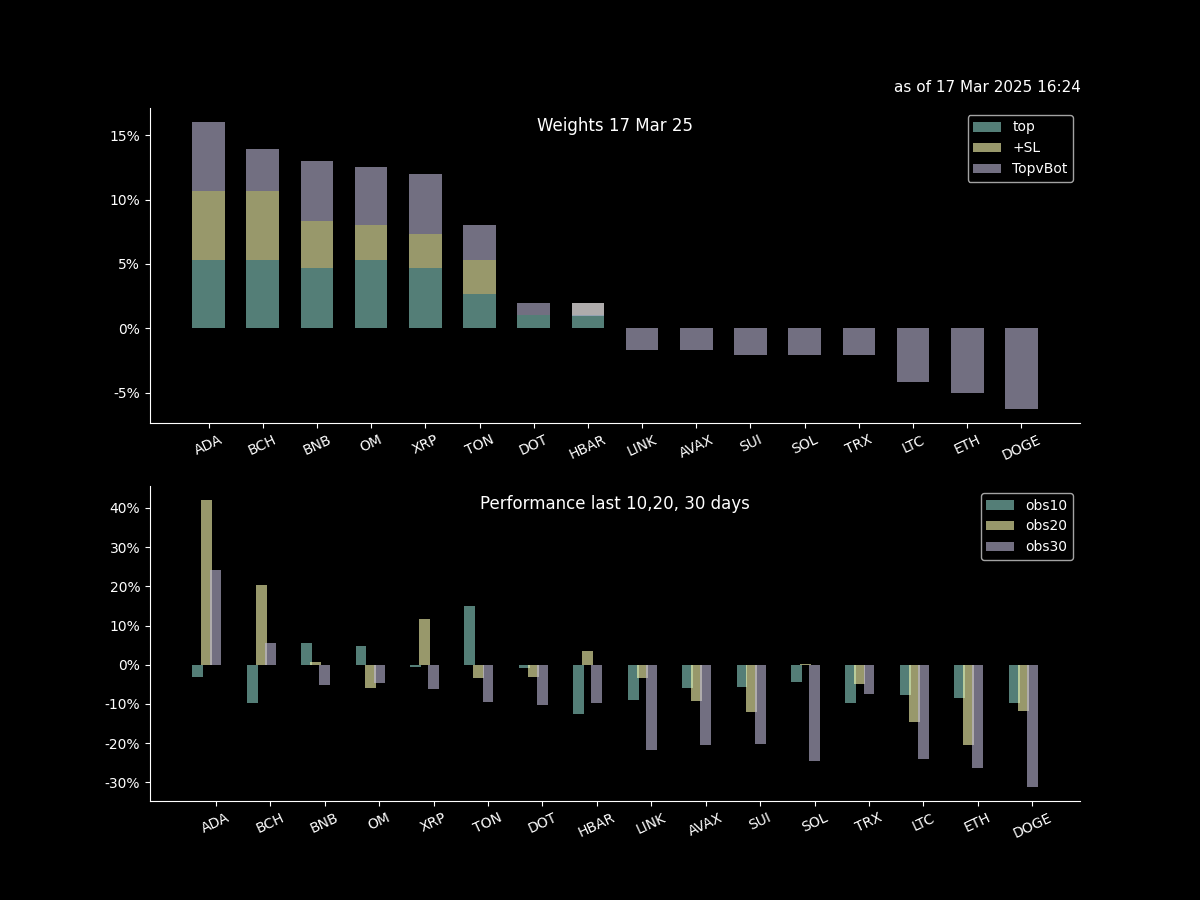 as of 17 Mar 2025 16:24
Weights 17 Mar 25
top
+SL
TopvBot
15%
10%
5%
0%
-5%
ADA BCH BNB OM XRP TON DOT HBAR LINK AVAX SUI SOL TRX LTC ETH DOGE
Performance last 10,20, 30 days
obs10
obs20
obs30
40%
30%
20%
10%
0%
-10%
-20%
-30%
ADA BCH BNB OM XRP TON DOT HBAR LINK AVAX SUI SOL TRX LTC ETH DOGE